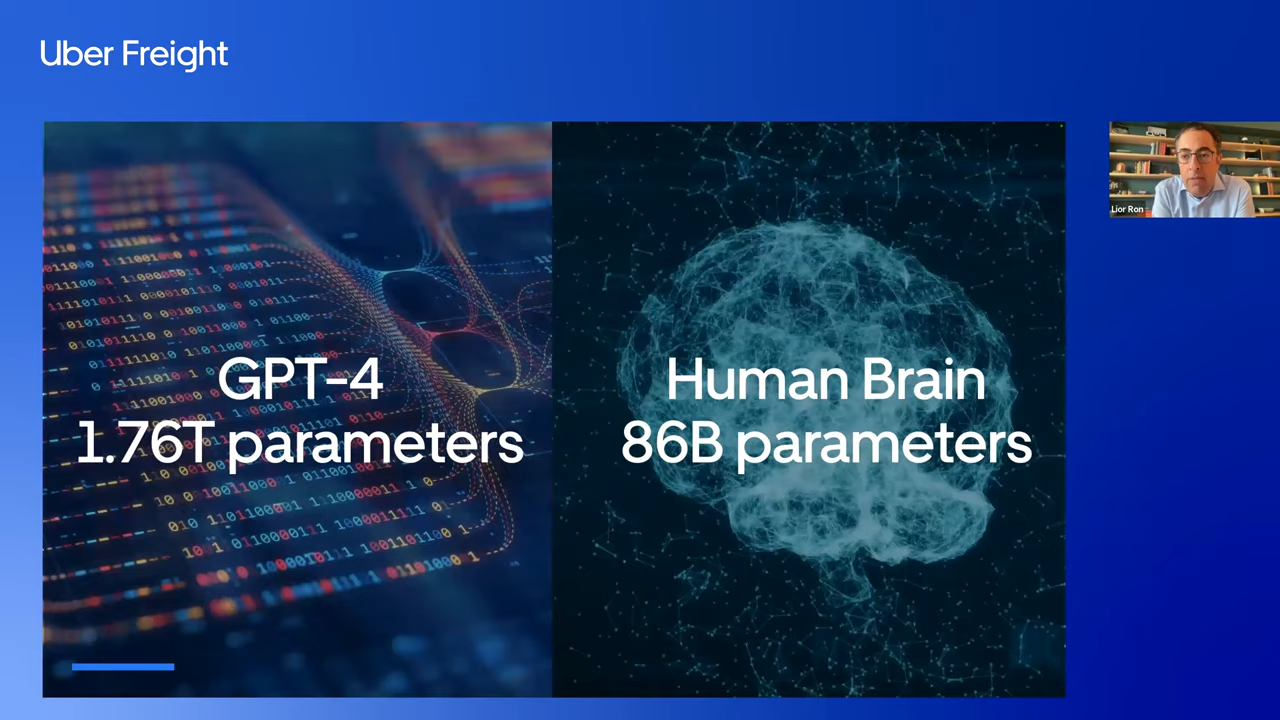 Uber Freight
GPT-4
1.76T parameters
Human Brain
86B parameters
Lior Ron